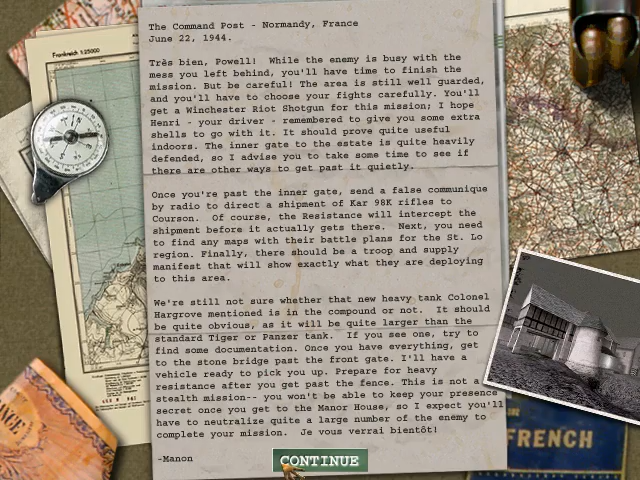 The Command Post - Normandy, France
June 22, 1944.
Très bien, Powell!  While the enemy is busy with the
mess you left behind, you'll have time to finish the
mission. But be careful! The area is still well guarded,
and you'll have to choose your fights carefully. You'll
get a Winchester Riot Shotgun for this mission; I hope
Henri - your driver - remembered to give you some extra
shells to go with it. It should prove quite useful
indoors. The inner gate to the estate is quite heavily
defended, so I advise you to take some time to see if
there are other ways to get past it quietly.
Once you're past the inner gate, send a false communique
by radio to direct a shipment of Kar 98K rifles to
Courson.  Of course, the Resistance will intercept the
shipment before it actually gets there.  Next, you need
to find any maps with their battle plans for the St. Lo
region. Finally, there should be a troop and supply
manifest that will show exactly what they are deploying
to this area.
We're still not sure whether that new heavy tank Colonel
Hargrove mentioned is in the compound or not.  It should
be quite obvious, as it will be quite larger than the
standard Tiger or Panzer tank.  If you see one, try to
find some documentation. Once you have everything, get
to the stone bridge past the front gate. I'll have a
vehicle ready to pick you up. Prepare for heavy
resistance after you get past the fence. This is not a
stealth mission-- you won't be able to keep your presence
secret once you get to the Manor House, so I expect you'll
have to neutralize quite a large number of the enemy to
complete your mission.  Je vous verrai bientôt!
-Manon
CONTINUE
Frankreich 1:25000
FRENCH